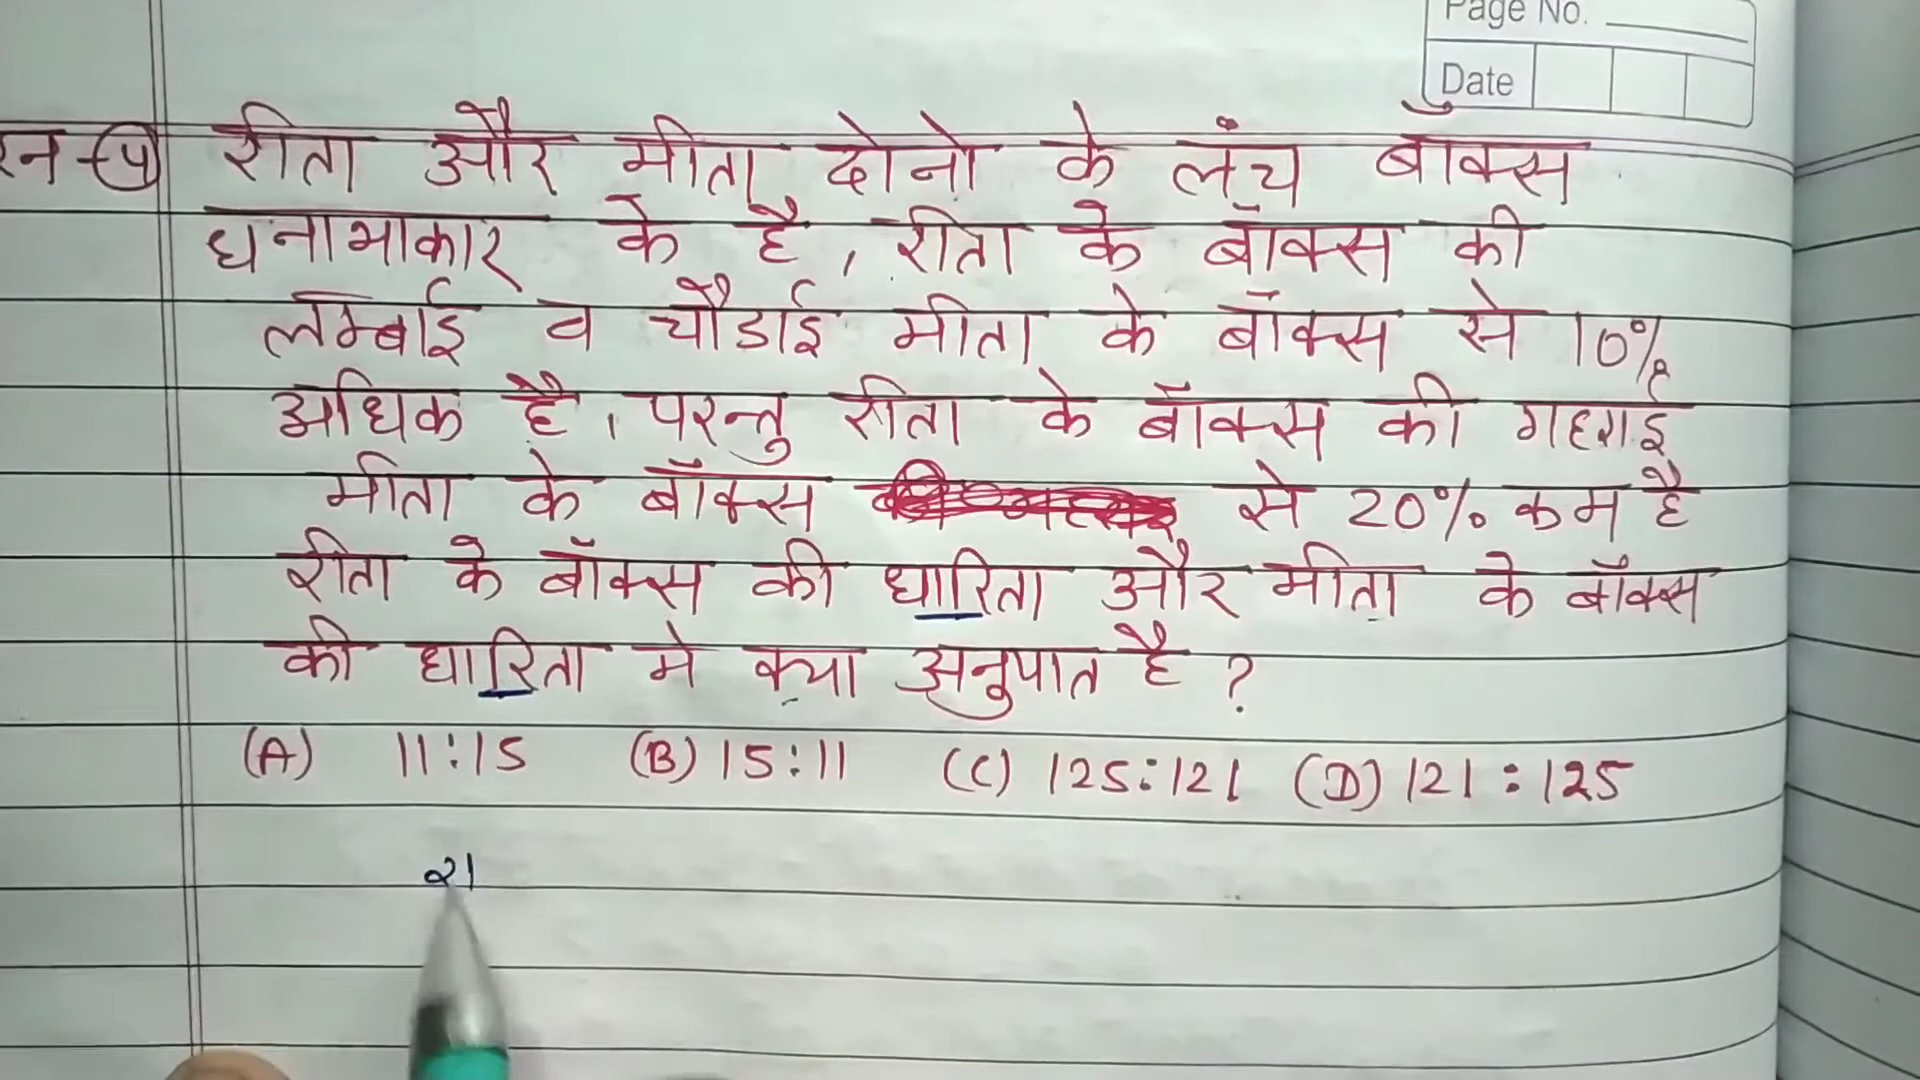 Page No.
Date
रीता और मीता दोनो के लंच बॉक्स
घनाभाकार के है, रीता के बॉक्स की
लम्बाई व चौडाई मीता के बॉक्स से 10%
अधिक है, परन्तु रीता के बॉक्स की गहराई
मीता के बॉक्स से 20% कम है
रीता के बॉक्स की धारिता और मीता के बॉक्स
की धारिता मे क्या अनुपात है ?
(A) 11:15 (B) 15:11 (C) 125:121 (D) 121:125